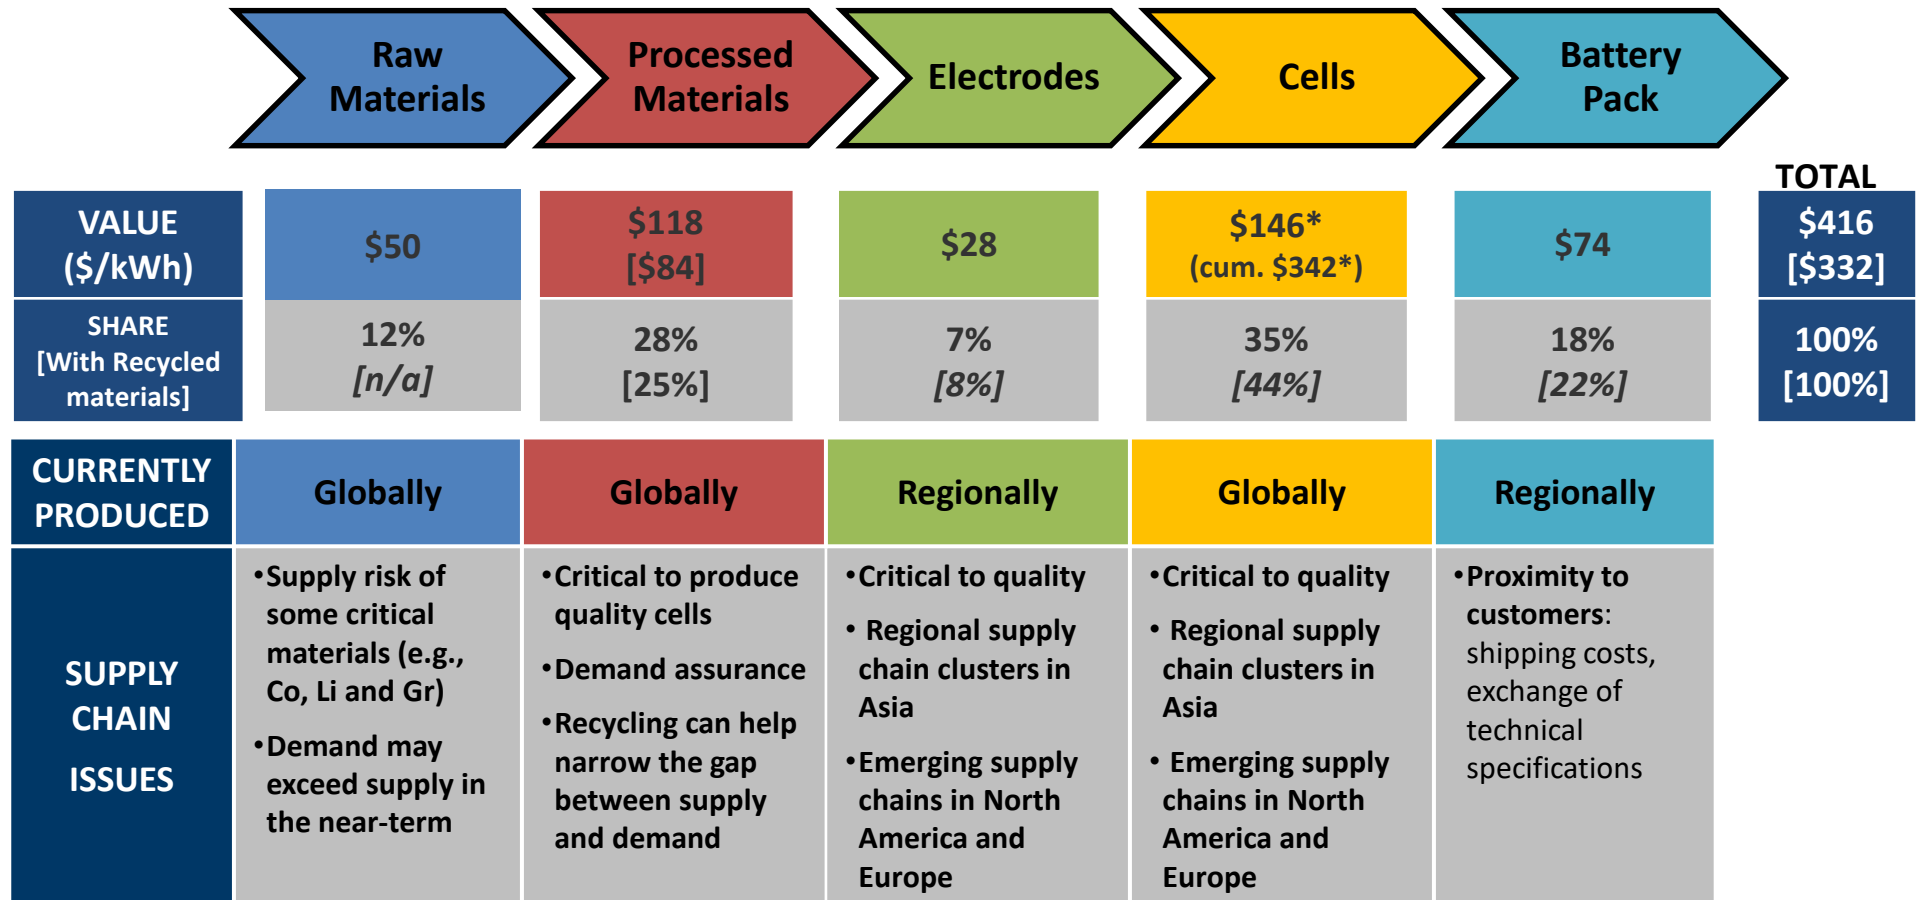 Raw
Materials
Processed
Materials
Electrodes
Cells
Battery
Pack
TOTAL
VALUE
($/kWh)
$50
$118
[$84]
$28
$146*
(cum. $342*)
$74
$416
[$332]
SHARE
[With Recycled
materials]
12%
[n/a]
28%
[25%]
7%
[8%]
35%
[44%]
18%
[22%]
100%
[100%]
CURRENTLY
PRODUCED
Globally
Globally
Regionally
Globally
Regionally
SUPPLY
CHAIN
ISSUES
•Supply risk of
some critical
materials (e.g.,
Co, Li and Gr)
•Demand may
exceed supply in
the near-term
•Critical to produce
quality cells
•Demand assurance
•Recycling can help
narrow the gap
between supply
and demand
•Critical to quality
• Regional supply
chain clusters in
Asia
•Emerging supply
chains in North
America and
Europe
•Critical to quality
• Regional supply
chain clusters in
Asia
• Emerging supply
chains in North
America and
Europe
•Proximity to
customers:
shipping costs,
exchange of
technical
specifications